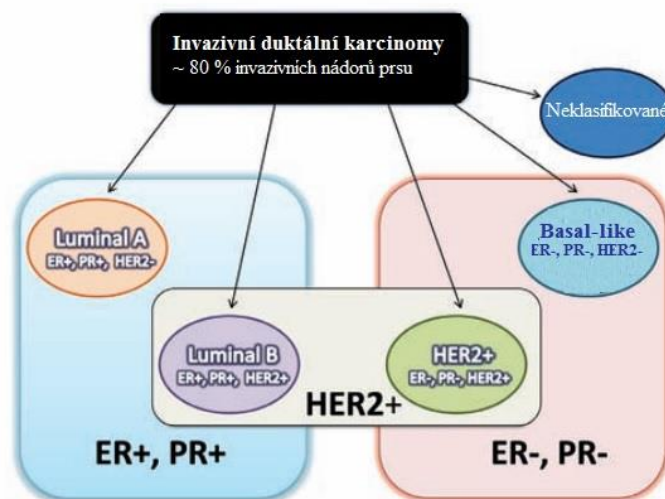 Invazivní duktální karcinomy
~ 80 % invazivních nádorů prsu
Neklasifikované
Luminal A
ER+, PR+, HER2-
Basal-like
ER-, PR-, HER2-
Luminal B
ER+, PR+, HER2+
HER2+
ER-, PR-, HER2+
HER2+
ER+, PR+
ER-, PR-